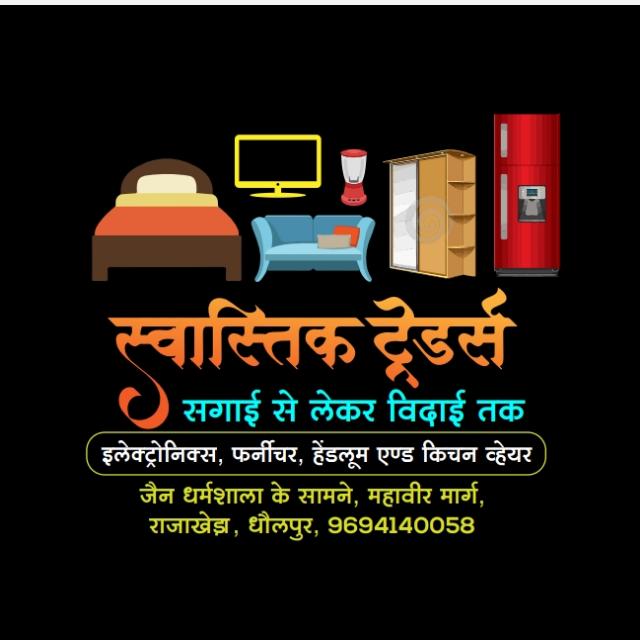 स्वास्तिक ट्रेडर्स
सगाई से लेकर विदाई तक
इलेक्ट्रोनिक्स, फर्नीचर, हेंडलूम एण्ड किचन व्हेयर
जैन धर्मशाला के सामने, महावीर मार्ग,
राजाखेड़ा, धौलपुर, 9694140058